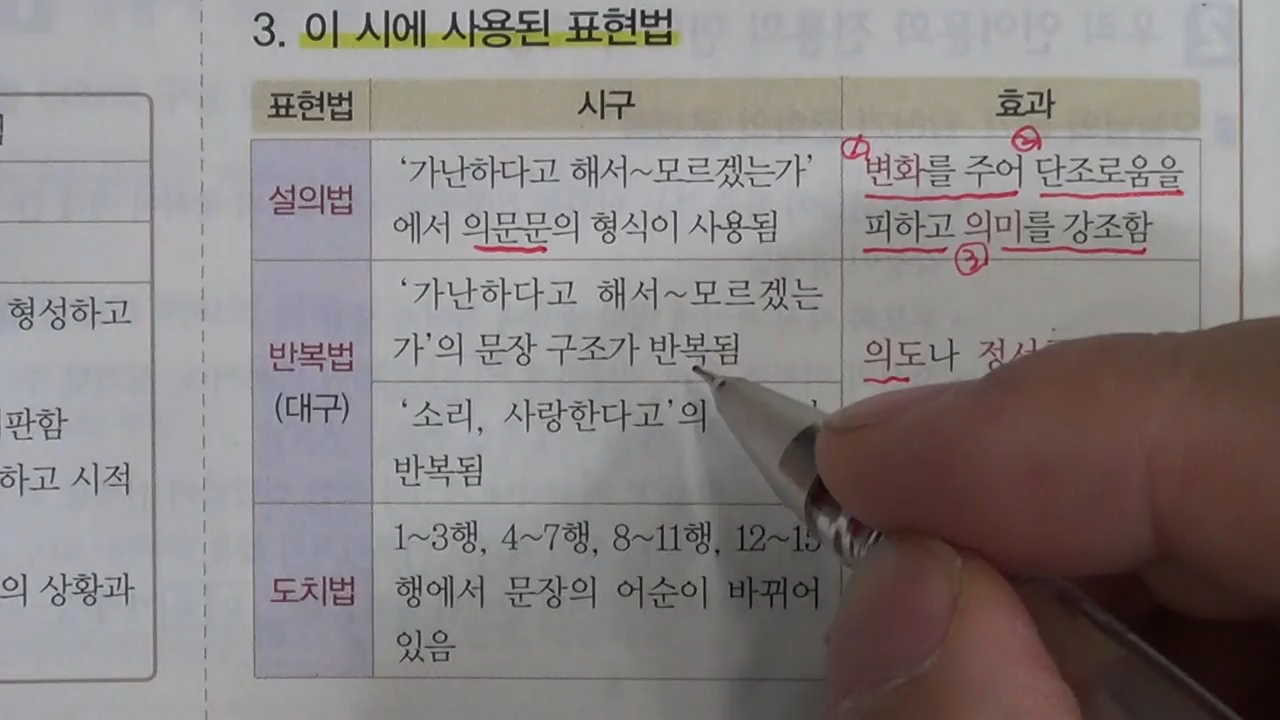 3. 이 시에 사용된 표현법
표현법 시구 효과
설의법
‘가난하다고 해서~모르겠는가’
에서 의문문의 형식이 사용됨
① ②
변화를 주어 단조로움을
피하고 의미를 강조함
③
반복법
(대구)
‘가난하다고 해서~모르겠는
가’의 문장 구조가 반복됨
‘소리, 사랑한다고’의
반복됨
의도나
도치법
1~3행, 4~7행, 8~11행, 12~15
행에서 문장의 어순이 바뀌어
있음
형성하고
판함
하고 시적
의 상황과